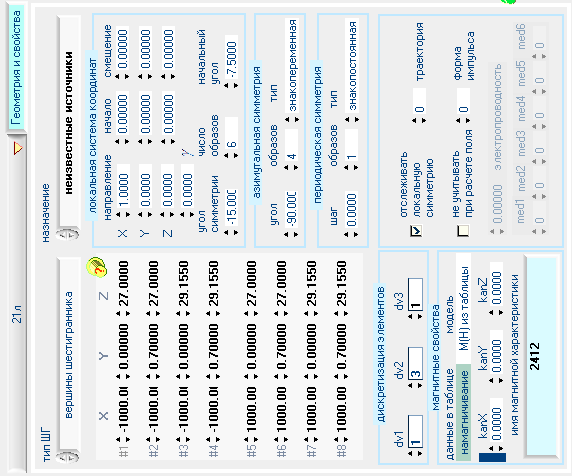 21л
Геометрия и свойства
тип ШГ
вершины шестигранника
X Y Z
#1 -1000.0 0.00000 27.0000
#2 -1000.0 0.70000 27.0000
#3 -1000.0 0.00000 29.1550
#4 -1000.0 0.70000 29.1550
#5 1000.00 0.00000 27.0000
#6 1000.00 0.70000 27.0000
#7 1000.00 0.00000 29.1550
#8 1000.00 0.70000 29.1550
дискретизация элементов
dv1 dv2 dv3
1 3 1
магнитные свойства
данные в таблице модель
намагничивание M(H) из таблицы
kanX kanY kanZ
0.0000 0.0000 0.0000
имя магнитной характеристики
2412
назначение
неизвестные источники
локальная система координат
направление начало смещение
X 1.0000 0.00000 0.00000
Y 0.0000 0.00000 0.00000
Z 0.0000 0.00000 0.00000
0.0000 γ
угол симметрии число образов начальный угол
-15.000 6 -7.5000
азимутальная симметрия
угол образов тип
-90.000 4 знакопеременная
периодическая симметрия
шаг образов тип
0.0000 1 знакопостоянная
отслеживать
локальную
симметрию
0 траектория
не учитывать
при расчете поля
0 форма
импульса
0.00000 электропроводность
med1 med2 med3 med4 med5 med6
0 0 0 0 0 0